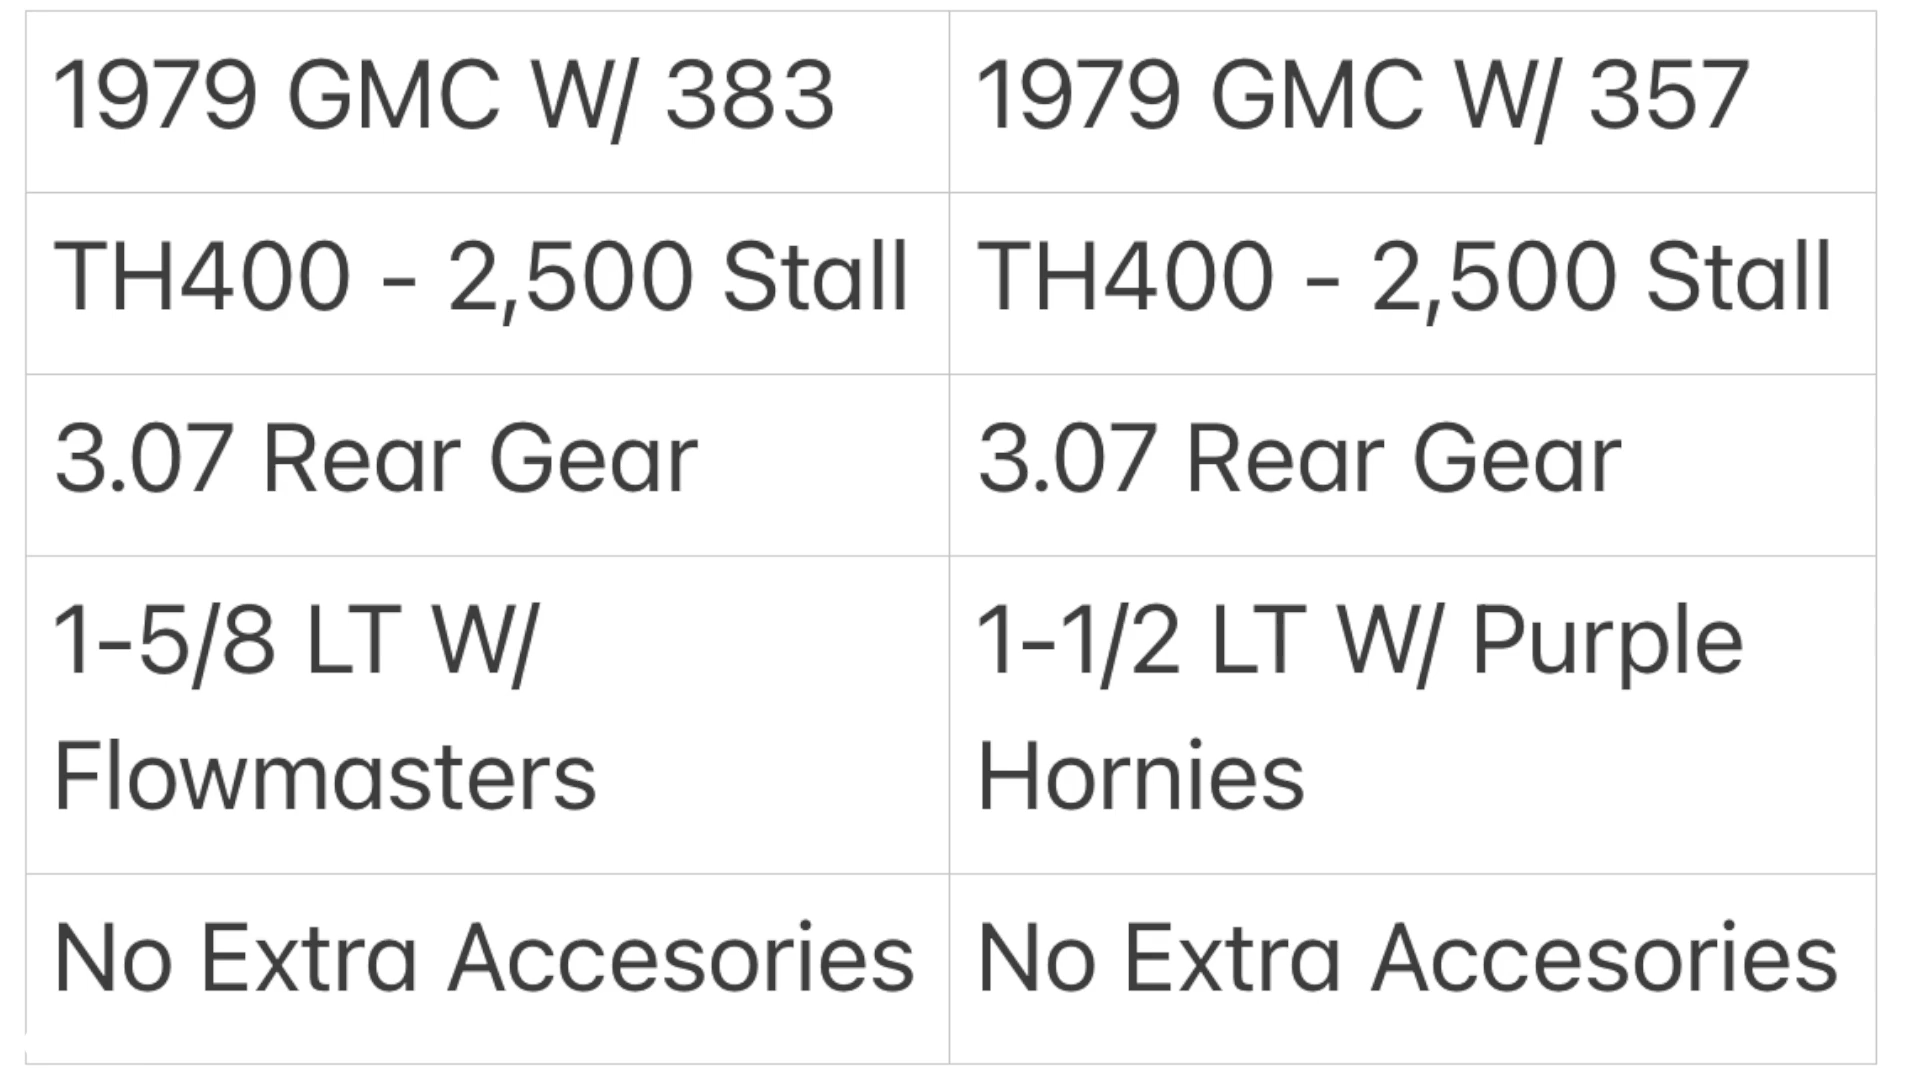 1979 GMC W/ 383
1979 GMC W/ 357
TH400 - 2,500 Stall
TH400 - 2,500 Stall
3.07 Rear Gear
3.07 Rear Gear
1-5/8 LT W/
Flowmasters
1-1/2 LT W/ Purple
Hornies
No Extra Accesories
No Extra Accesories